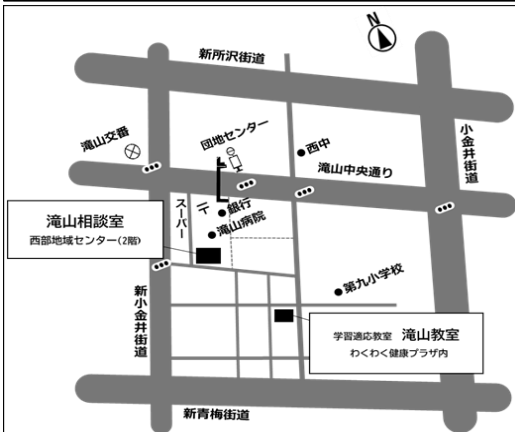 N
新所沢街道
滝山交番
団地センター
西中
小金井街道
滝山中央通り
スーパー
〒
銀行
滝山病院
滝山相談室
西部地域センター(2階)
第九小学校
新小金井街道
学習適応教室 滝山教室
わくわく健康プラザ内
新青梅街道